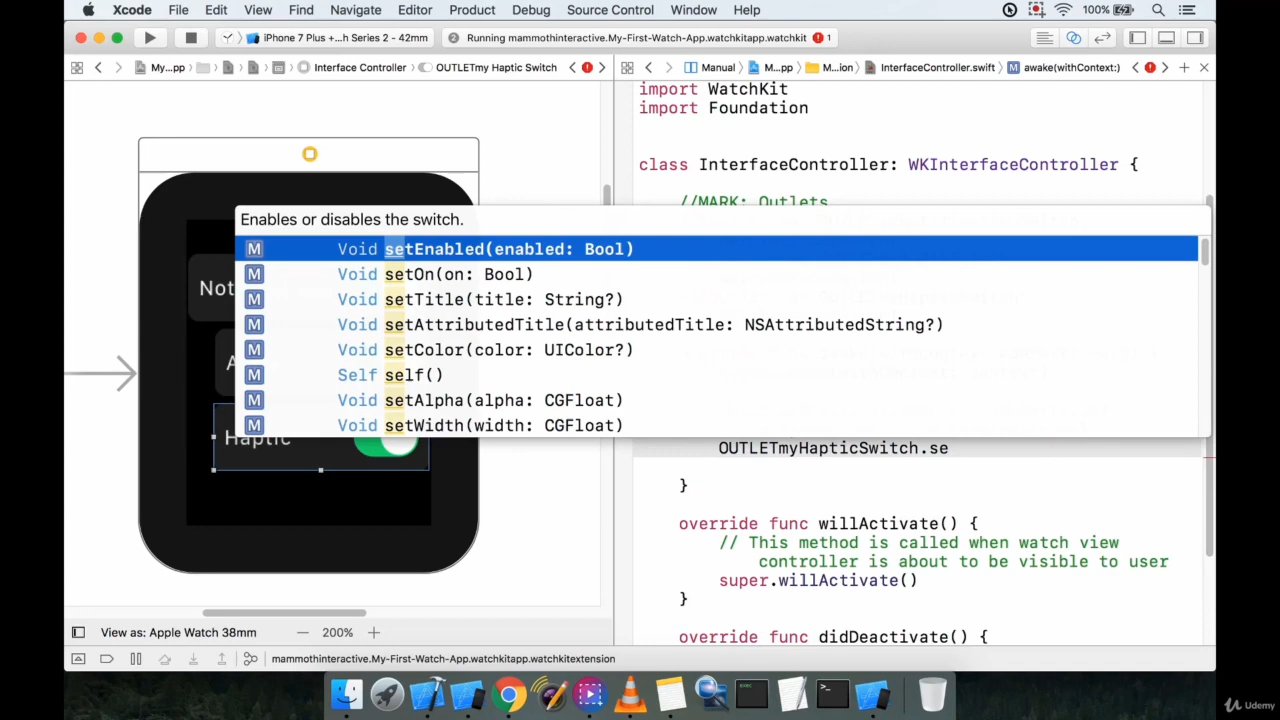 Xcode File Edit View Find Navigate Editor Product Debug Source Control Window Help 100%
iPhone 7 Plus +...h Series 2 - 42mm 2 Running mammothinteractive.My-First-Watch-App.watchkitapp.watchkit 1
My...pp Interface Controller OUTLETmy Haptic Switch Manual M...pp M...ion InterfaceController.swift M awake(withContext:)
import WatchKit
import Foundation
class InterfaceController: WKInterfaceController {
//MARK: Outlets
Enables or disables the switch.
M Void setEnabled(enabled: Bool)
M Void setOn(on: Bool)
M Void setTitle(title: String?)
M Void setAttributedTitle(attributedTitle: NSAttributedString?)
M Void setColor(color: UIColor?)
M Self self()
M Void setAlpha(alpha: CGFloat)
M Void setWidth(width: CGFloat)
Haptic
OUTLETmyHapticSwitch.se
}
override func willActivate() {
// This method is called when watch view
controller is about to be visible to user
super.willActivate()
}
override func didDeactivate() {
View as: Apple Watch 38mm — 200% +
mammothinteractive.My-First-Watch-App.watchkitapp.watchkitextension
exec
Udemy